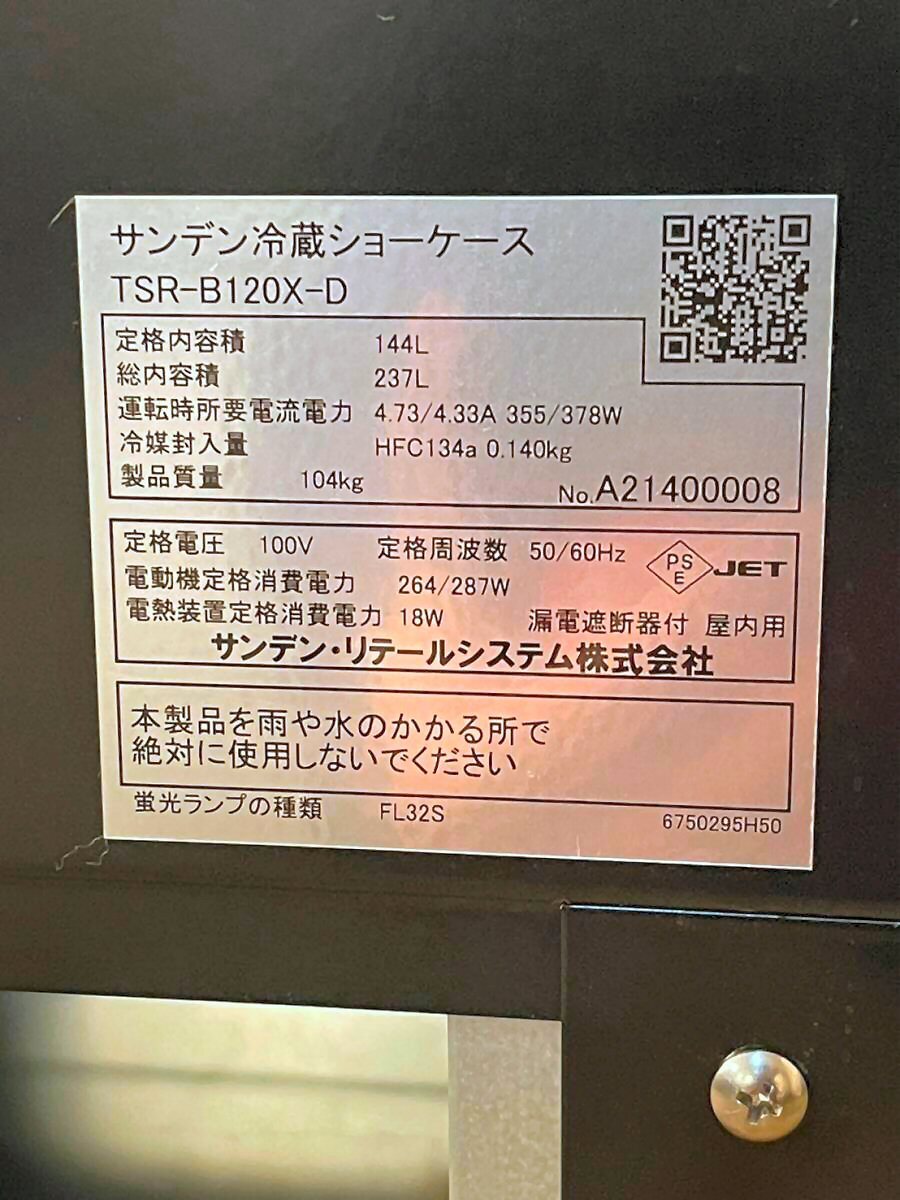 サンデン冷蔵ショーケース
TSR-B120X-D
定格内容積 144L
総内容積 237L
運転時所要電流電力 4.73/4.33A 355/378W
冷媒封入量 HFC134a 0.140kg
製品質量 104kg No.A21400008
定格電圧 100V 定格周波数 50/60Hz PSE JET
電動機定格消費電力 264/287W
電熱装置定格消費電力 18W 漏電遮断器付 屋内用
サンデン・リテールシステム株式会社
本製品を雨や水のかかる所で
絶対に使用しないでください
蛍光ランプの種類 FL32S 6750295H50